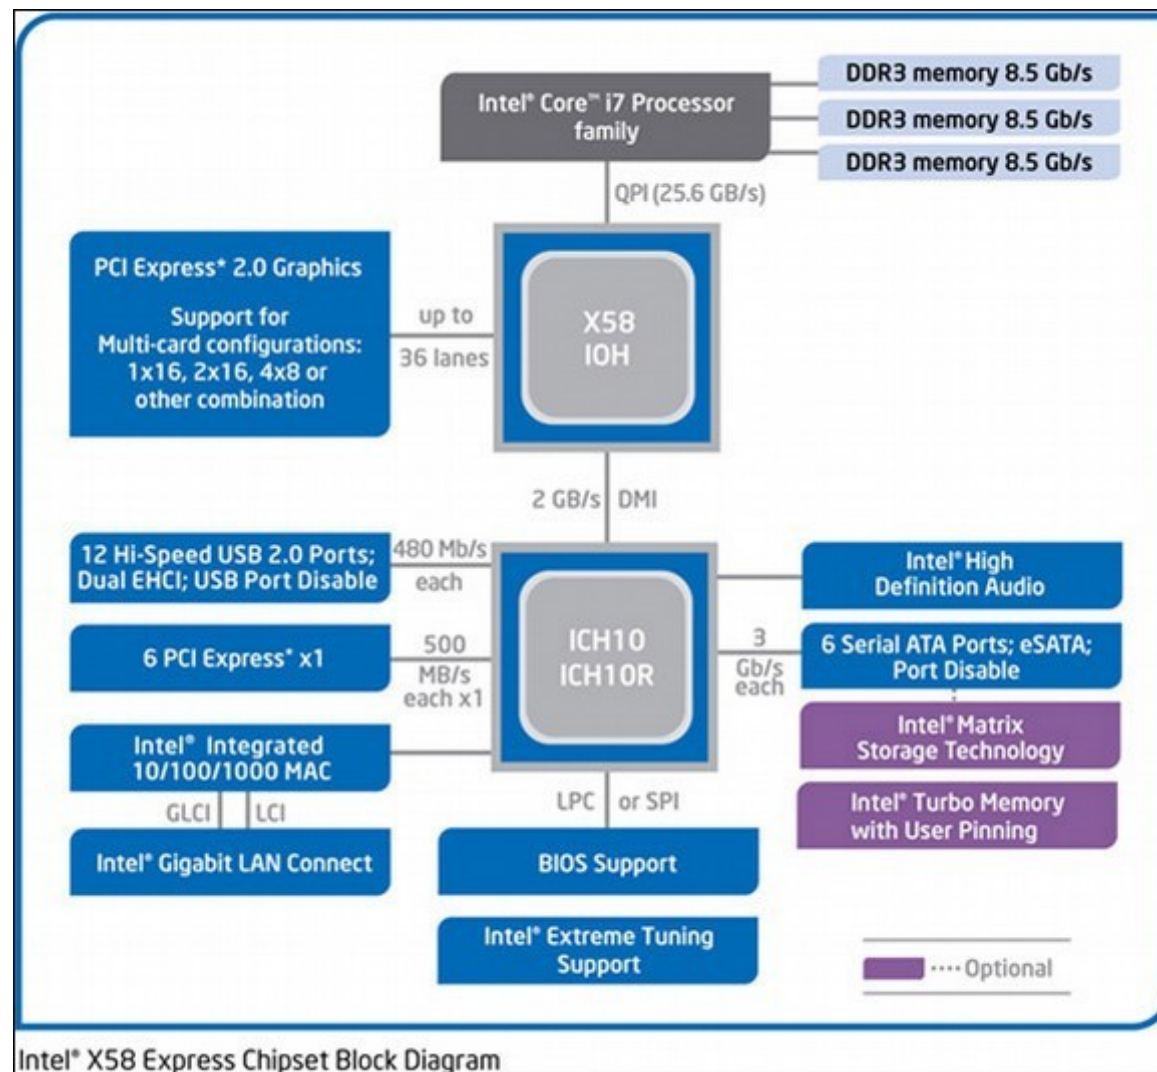 Intel® Core™ i7 Processor
family
DDR3 memory 8.5 Gb/s
DDR3 memory 8.5 Gb/s
DDR3 memory 8.5 Gb/s
QPI (25.6 GB/s)
PCI Express* 2.0 Graphics
Support for
Multi-card configurations:
1x16, 2x16, 4x8 or
other combination
up to
36 lanes
X58
IOH
2 GB/s DMI
12 Hi-Speed USB 2.0 Ports;
Dual EHCI; USB Port Disable
480 Mb/s
each
6 PCI Express* x1
500
MB/s
each x1
Intel® Integrated
10/100/1000 MAC
GLCI LCI
Intel® Gigabit LAN Connect
ICH10
ICH10R
Intel® High
Definition Audio
3
Gb/s
each
6 Serial ATA Ports; eSATA;
Port Disable
Intel® Matrix
Storage Technology
Intel® Turbo Memory
with User Pinning
LPC or SPI
BIOS Support
Intel® Extreme Tuning
Support
Optional
Intel® X58 Express Chipset Block Diagram